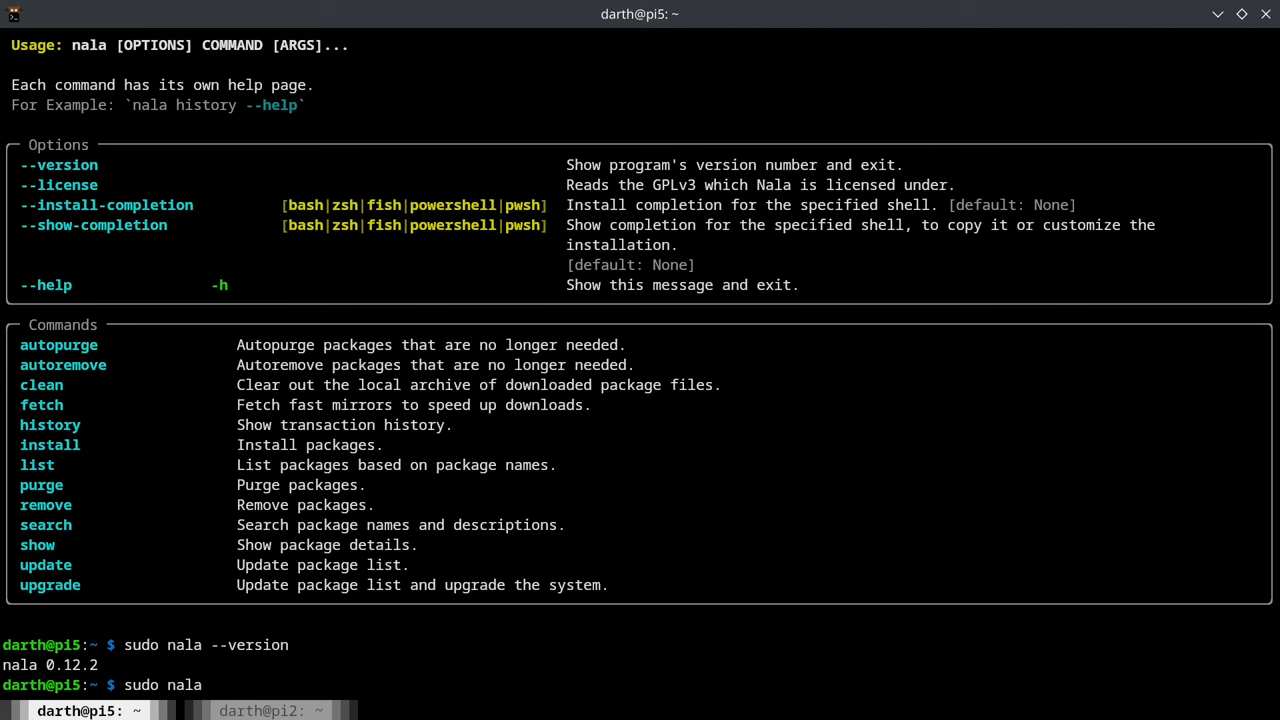 darth@pi5: ~
Usage: nala [OPTIONS] COMMAND [ARGS]...
Each command has its own help page.
For Example: `nala history --help`
Options
--version Show program's version number and exit.
--license Reads the GPLv3 which Nala is licensed under.
--install-completion [bash|zsh|fish|powershell|pwsh] Install completion for the specified shell. [default: None]
--show-completion [bash|zsh|fish|powershell|pwsh] Show completion for the specified shell, to copy it or customize the
installation.
[default: None]
--help -h Show this message and exit.
Commands
autopurge Autopurge packages that are no longer needed.
autoremove Autoremove packages that are no longer needed.
clean Clear out the local archive of downloaded package files.
fetch Fetch fast mirrors to speed up downloads.
history Show transaction history.
install Install packages.
list List packages based on package names.
purge Purge packages.
remove Remove packages.
search Search package names and descriptions.
show Show package details.
update Update package list.
upgrade Update package list and upgrade the system.
darth@pi5:~ $ sudo nala --version
nala 0.12.2
darth@pi5:~ $ sudo nala
darth@pi5: ~ darth@pi2: ~